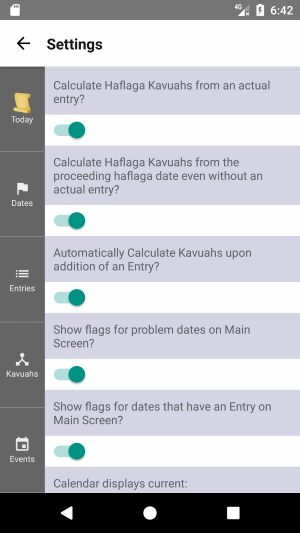 4G 6:42
Settings
Calculate Haflaga Kavuahs from an actual
entry?
Today
Calculate Haflaga Kavuahs from the
proceeding haflaga date even without an
actual entry?
Dates
Automatically Calculate Kavuahs upon
addition of an Entry?
Entries
Show flags for problem dates on Main
Screen?
Kavuahs
Show flags for dates that have an Entry on
Main Screen?
Events
Calendar displays current: